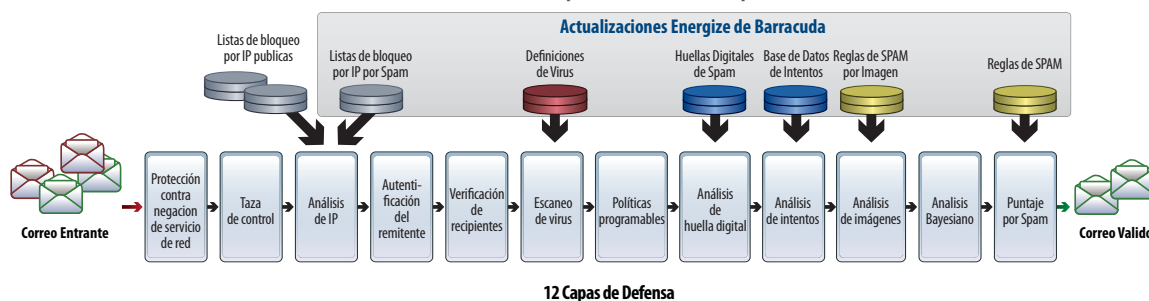 Actualizaciones Energize de Barracuda
Listas de bloqueo
por IP publicas
Listas de bloqueo
por IP por Spam
Definiciones
de Virus
Huellas Digitales
de Spam
Base de Datos
de Intentos
Reglas de SPAM
por Imagen
Reglas de SPAM
Correo Entrante
Protección
contra
negacion
de servicio
de red
Taza
de control
Análisis
de IP
Autenti-
ficación
del
remitente
Verificación
de
recipientes
Escaneo
de virus
Políticas
programables
Análisis
de
huella digital
Análisis
de intentos
Análisis
de imágenes
Analisis
Bayesiano
Puntaje
por Spam
Correo Valido
12 Capas de Defensa